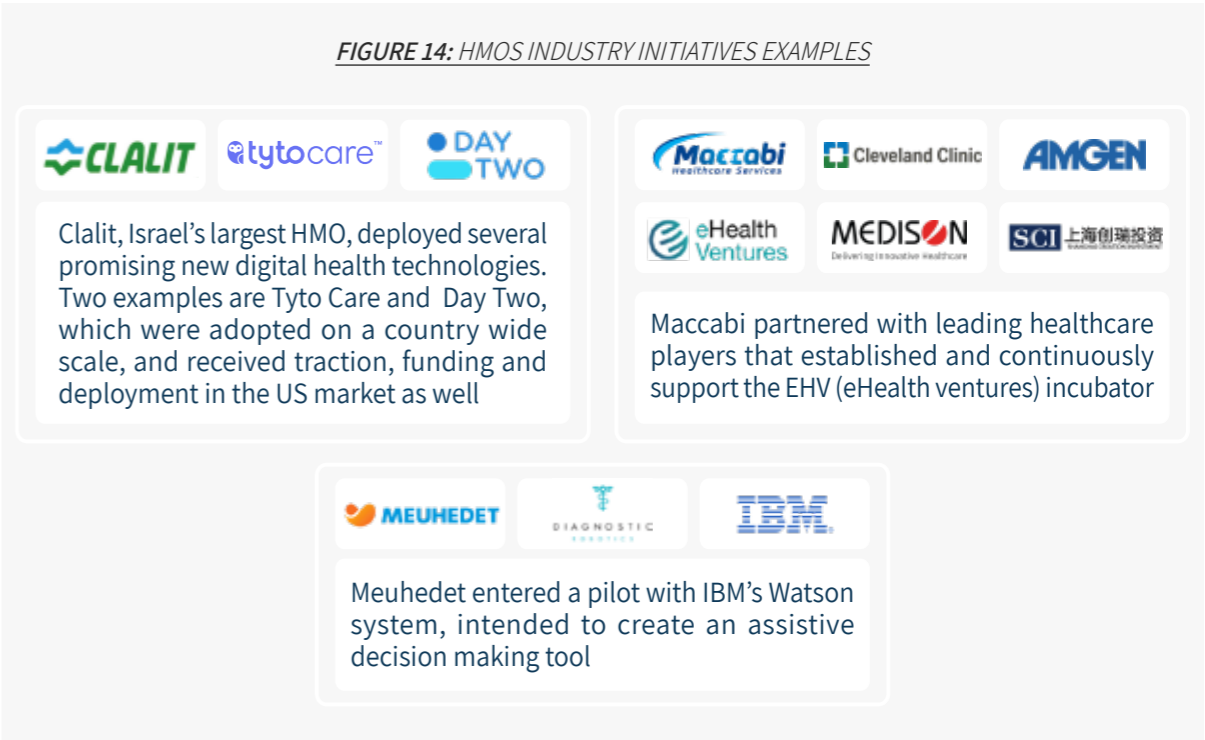 FIGURE 14: HMOS INDUSTRY INITIATIVES EXAMPLES
CLALIT
tytocare™
DAY
TWO
Clalit, Israel’s largest HMO, deployed several
promising new digital health technologies.
Two examples are Tyto Care and Day Two,
which were adopted on a country wide
scale, and received traction, funding and
deployment in the US market as well
Maccabi
Healthcare Services
Cleveland Clinic
AMGEN
eHealth
Ventures
MEDISON
Delivering Innovative Healthcare
SCI 上海创瑞投资
Maccabi partnered with leading healthcare
players that established and continuously
support the EHV (eHealth ventures) incubator
MEUHEDET
DIAGNOSTIC
ROBOTICS
IBM®
Meuhedet entered a pilot with IBM’s Watson
system, intended to create an assistive
decision making tool